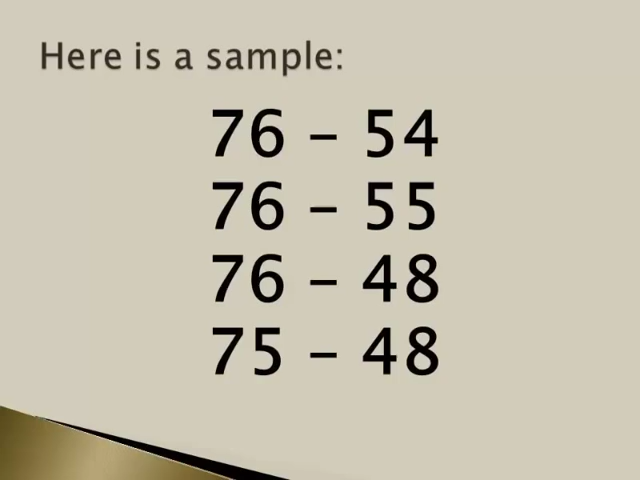 Here is a sample:
76 – 54
76 – 55
76 – 48
75 – 48